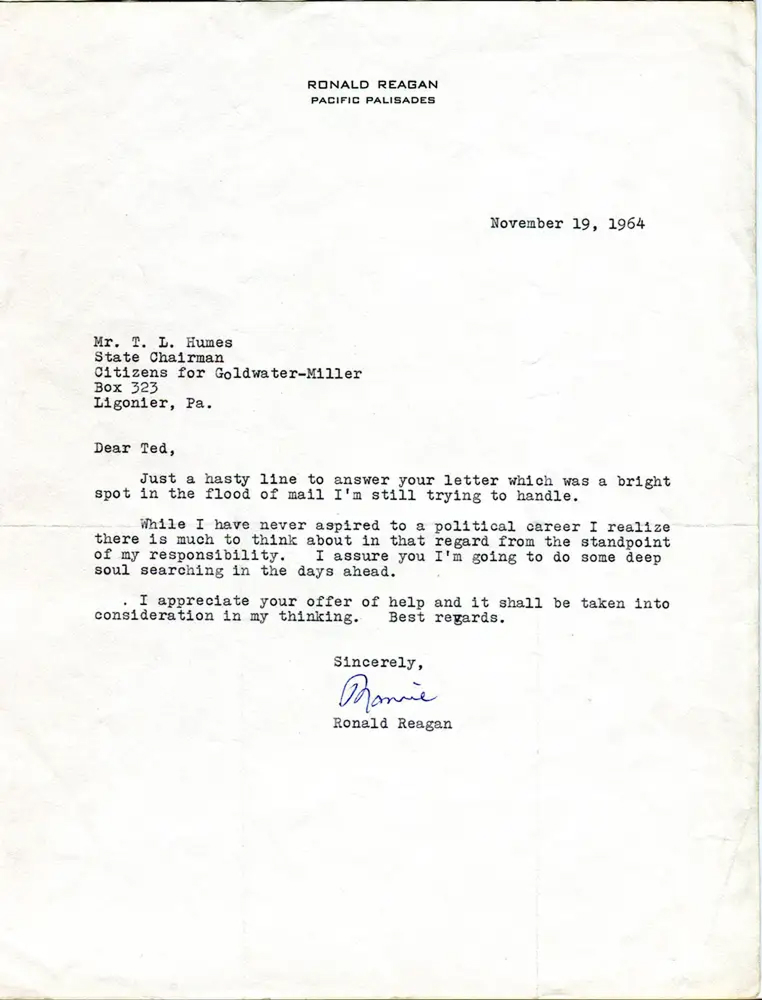 RONALD REAGAN
PACIFIC PALISADES
November 19, 1964
Mr. T. L. Humes
State Chairman
Citizens for Goldwater-Miller
Box 323
Ligonier, Pa.
Dear Ted,
Just a hasty line to answer your letter which was a bright
spot in the flood of mail I'm still trying to handle.
While I have never aspired to a political career I realize
there is much to think about in that regard from the standpoint
of my responsibility. I assure you I'm going to do some deep
soul searching in the days ahead.
. I appreciate your offer of help and it shall be taken into
consideration in my thinking. Best regards.
Sincerely,
Ronnie
Ronald Reagan